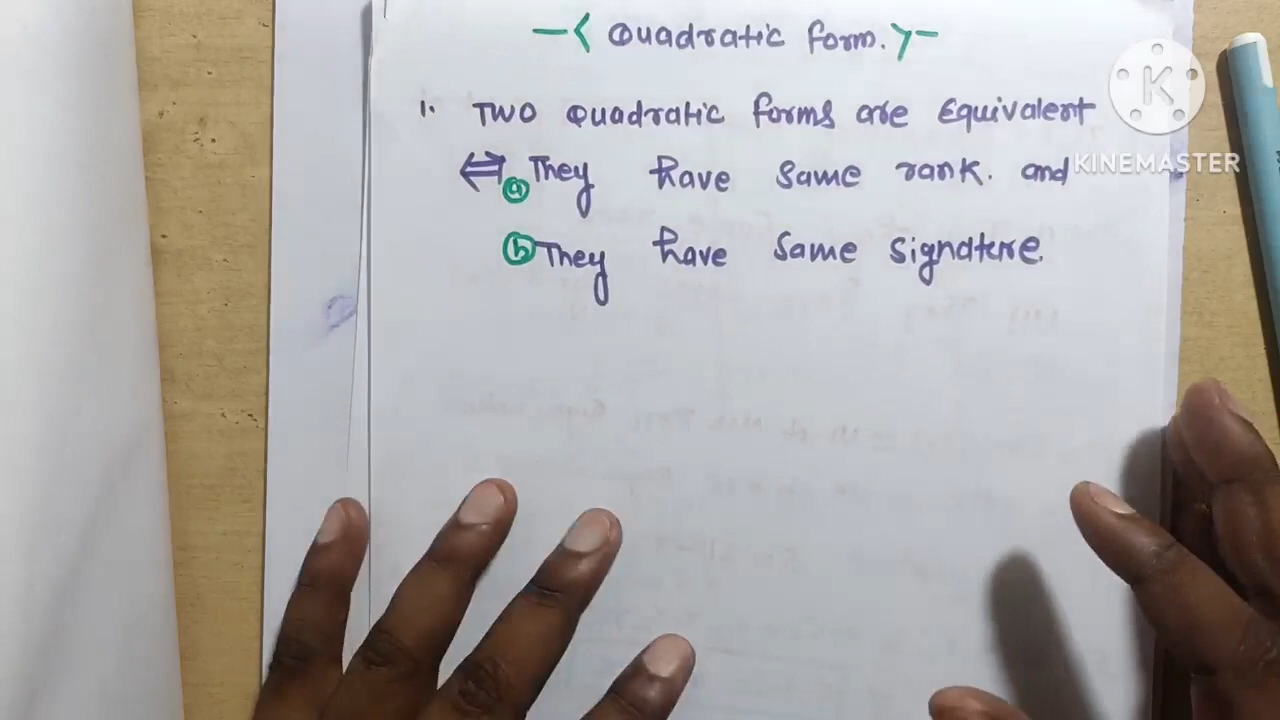 Quadratic form.
1. Two Quadratic forms are Equivalent
⇔ (a) They have same rank. and
(b) They have same signature.
K
KINEMASTER